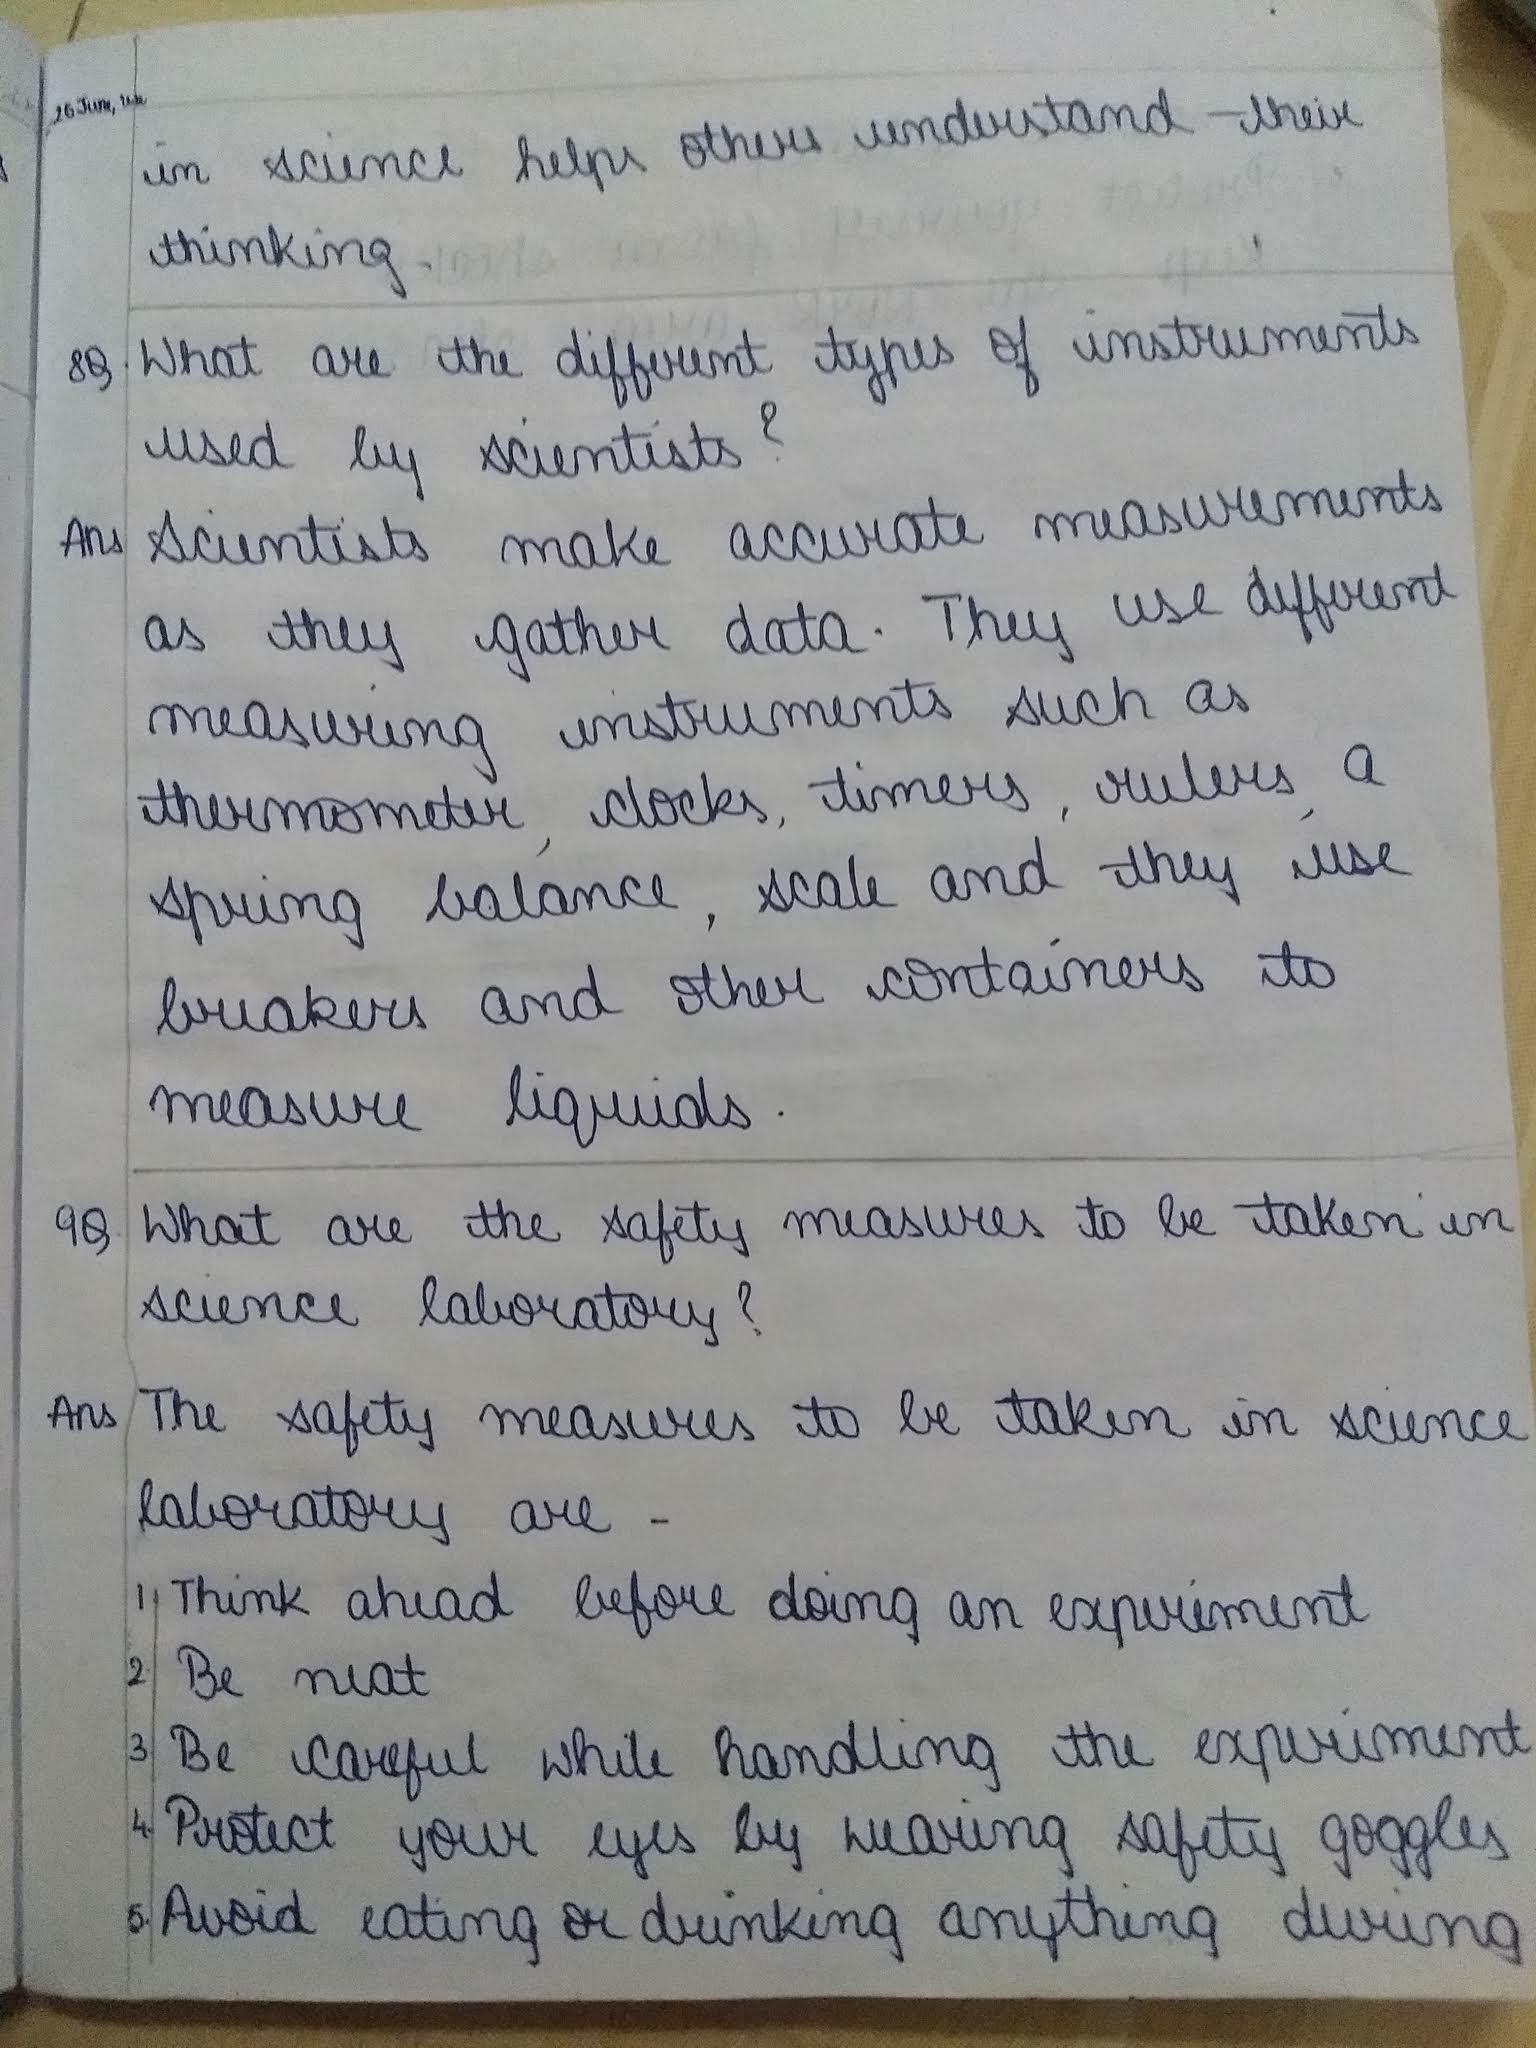 26 June,
in science helps others understand their
thinking.
8Q. What are the different types of instruments
used by scientists?
Ans Scientists make accurate measurements
as they gather data. They use different
measuring instruments such as
thermometer, clocks, timers, rulers, a
spring balance, scale and they use
breakers and other containers to
measure liquids.
9Q What are the safety measures to be taken in
science laboratory?
Ans The safety measures to be taken in science
laboratory are -
1) Think ahead before doing an experiment
2) Be neat
3 Be careful while handling the experiment
4. Protect your eyes by wearing safety goggles
5. Avoid eating or drinking anything during